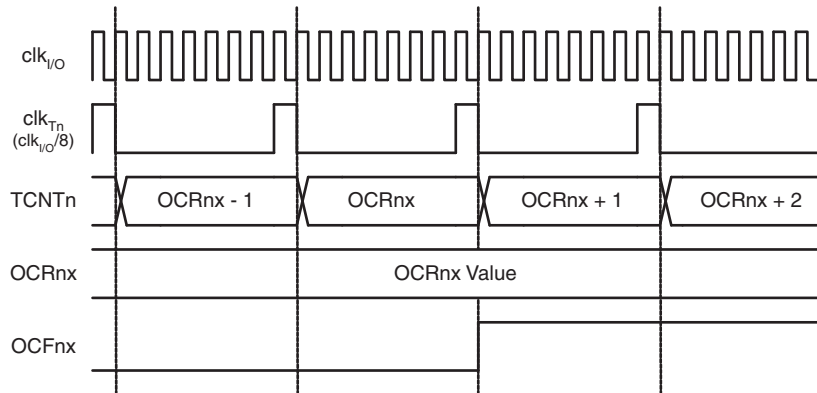 clkI/O
clkTn
(clkI/O/8)
TCNTn OCRnx - 1 OCRnx OCRnx + 1 OCRnx + 2
OCRnx OCRnx Value
OCFnx